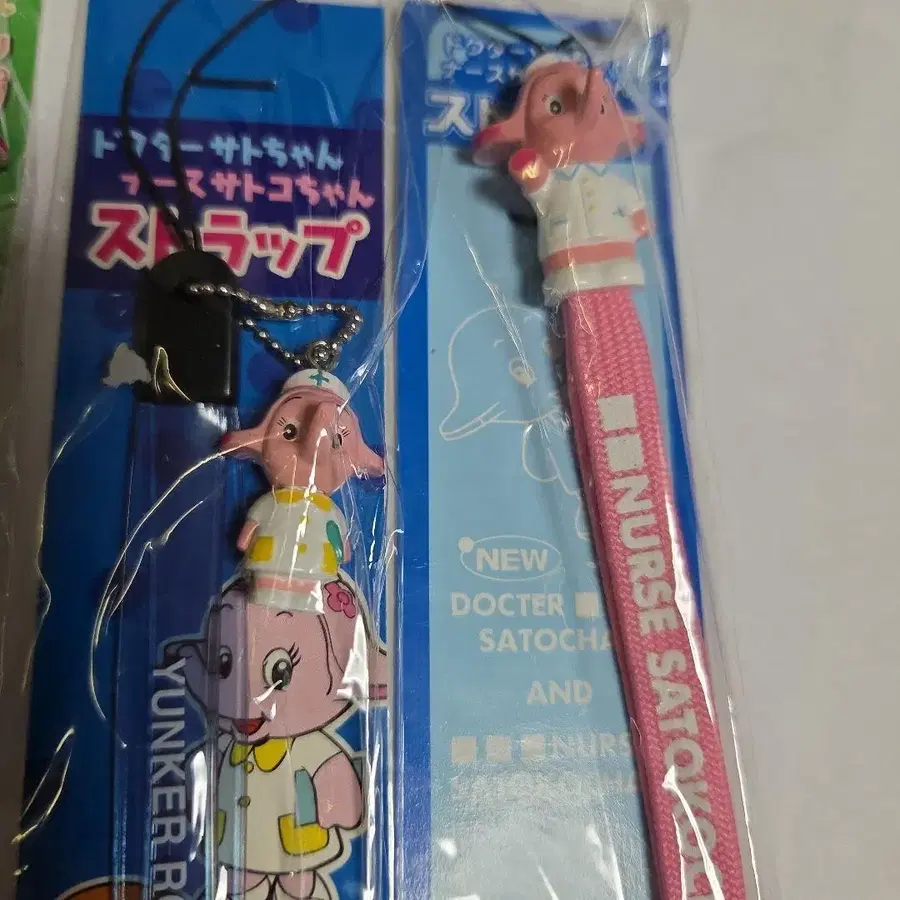 ドクター サトちゃん
ナース サトコちゃん
ストラップ
YUNKER
NEW
DOCTER
SATOCHA
AND
NURS
NURSE SATOKO